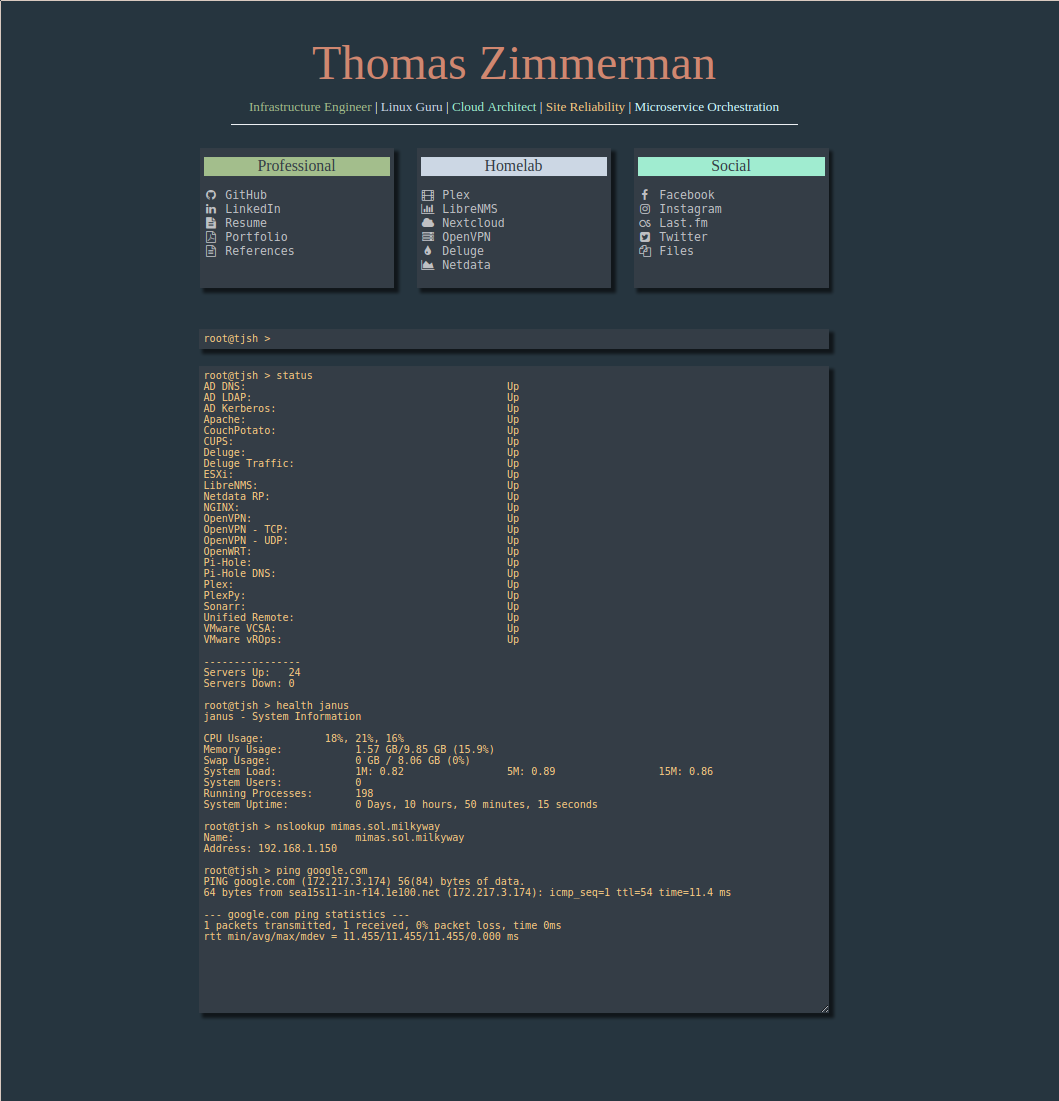 Thomas Zimmerman
Infrastructure Engineer | Linux Guru | Cloud Architect | Site Reliability | Microservice Orchestration
Professional
GitHub
LinkedIn
Resume
Portfolio
References
Homelab
Plex
LibreNMS
Nextcloud
OpenVPN
Deluge
Netdata
Social
Facebook
Instagram
Last.fm
Twitter
Files
root@tjsh >
root@tjsh > status
AD DNS: Up
AD LDAP: Up
AD Kerberos: Up
Apache: Up
CouchPotato: Up
CUPS: Up
Deluge: Up
Deluge Traffic: Up
ESXi: Up
LibreNMS: Up
Netdata RP: Up
NGINX: Up
OpenVPN: Up
OpenVPN - TCP: Up
OpenVPN - UDP: Up
OpenWRT: Up
Pi-Hole: Up
Pi-Hole DNS: Up
Plex: Up
PlexPy: Up
Sonarr: Up
Unified Remote: Up
VMware VCSA: Up
VMware vROps: Up
----------------
Servers Up: 24
Servers Down: 0
root@tjsh > health janus
janus - System Information
CPU Usage: 18%, 21%, 16%
Memory Usage: 1.57 GB/9.85 GB (15.9%)
Swap Usage: 0 GB / 8.06 GB (0%)
System Load: 1M: 0.82 5M: 0.89 15M: 0.86
System Users: 0
Running Processes: 198
System Uptime: 0 Days, 10 hours, 50 minutes, 15 seconds
root@tjsh > nslookup mimas.sol.milkyway
Name: mimas.sol.milkyway
Address: 192.168.1.150
root@tjsh > ping google.com
PING google.com (172.217.3.174) 56(84) bytes of data.
64 bytes from sea15s11-in-f14.1e100.net (172.217.3.174): icmp_seq=1 ttl=54 time=11.4 ms
--- google.com ping statistics ---
1 packets transmitted, 1 received, 0% packet loss, time 0ms
rtt min/avg/max/mdev = 11.455/11.455/11.455/0.000 ms